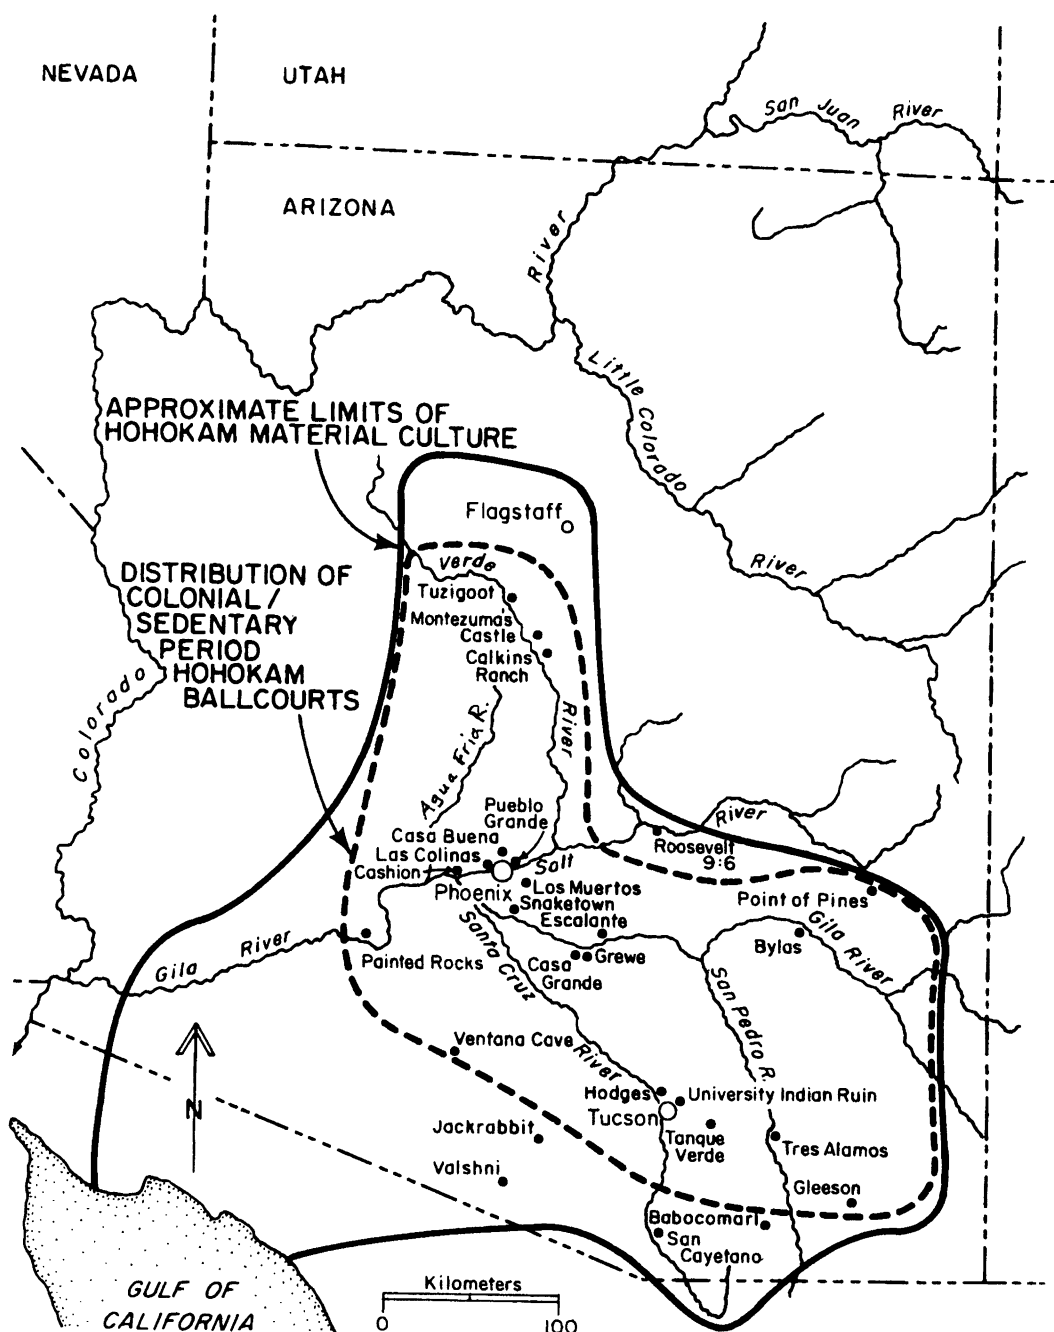 NEVADA
UTAH
San Juan River
ARIZONA
River
Little Colorado
River
APPROXIMATE LIMITS OF
HOHOKAM MATERIAL CULTURE
Flagstaff
DISTRIBUTION OF
COLONIAL/
SEDENTARY
PERIOD
HOHOKAM
BALLCOURTS
Verde
Tuzigoot
Montezuma's
Castle
Calkins
Ranch
River
Colorado
Agua Fria R.
Pueblo
Grande
Casa Buena
Las Colinas
Cashion
Phoenix
Salt
River
Roosevelt
9:6
Los Muertos
Snaketown
Escalante
Point of Pines
Gila River
Bylas
Gila River
Painted Rocks
Santa Cruz
River
Casa
Grande
Grewe
San Pedro R.
Ventana Cave
N
Hodges
University Indian Ruin
Tucson
Tanque
Verde
Jackrabbit
Tres Alamos
Valshni
Gleeson
Babocomari
San
Cayetano
GULF OF
CALIFORNIA
Kilometers
0 100